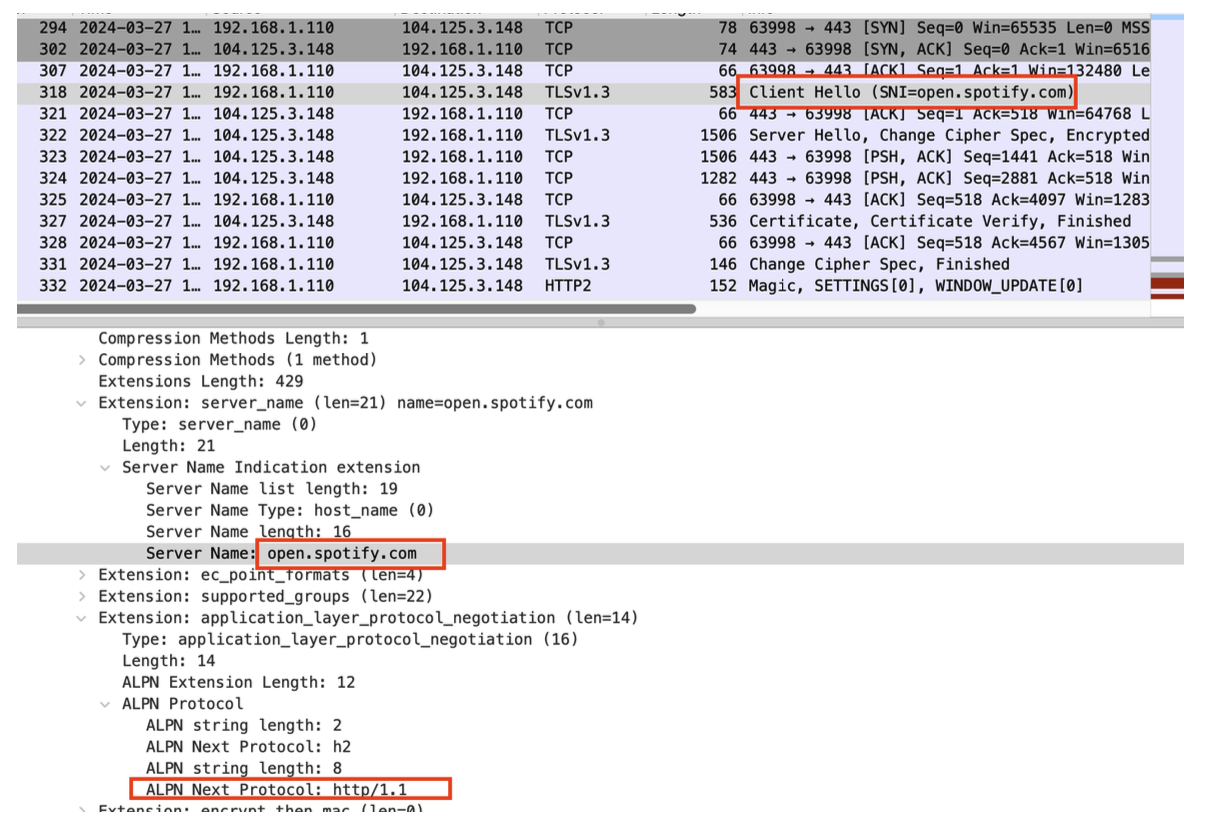 294 2024-03-27 1… 192.168.1.110 104.125.3.148 TCP 78 63998 → 443 [SYN] Seq=0 Win=65535 Len=0 MSS
302 2024-03-27 1… 104.125.3.148 192.168.1.110 TCP 74 443 → 63998 [SYN, ACK] Seq=0 Ack=1 Win=6516
307 2024-03-27 1… 192.168.1.110 104.125.3.148 TCP 66 63998 → 443 [ACK] Seq=1 Ack=1 Win=132480 Le
318 2024-03-27 1… 192.168.1.110 104.125.3.148 TLSv1.3 583 Client Hello (SNI=open.spotify.com)
321 2024-03-27 1… 104.125.3.148 192.168.1.110 TCP 66 443 → 63998 [ACK] Seq=1 Ack=518 Win=64768 L
322 2024-03-27 1… 104.125.3.148 192.168.1.110 TLSv1.3 1506 Server Hello, Change Cipher Spec, Encrypted
323 2024-03-27 1… 104.125.3.148 192.168.1.110 TCP 1506 443 → 63998 [PSH, ACK] Seq=1441 Ack=518 Win
324 2024-03-27 1… 104.125.3.148 192.168.1.110 TCP 1282 443 → 63998 [PSH, ACK] Seq=2881 Ack=518 Win
325 2024-03-27 1… 192.168.1.110 104.125.3.148 TCP 66 63998 → 443 [ACK] Seq=518 Ack=4097 Win=1283
327 2024-03-27 1… 104.125.3.148 192.168.1.110 TLSv1.3 536 Certificate, Certificate Verify, Finished
328 2024-03-27 1… 192.168.1.110 104.125.3.148 TCP 66 63998 → 443 [ACK] Seq=518 Ack=4567 Win=1305
331 2024-03-27 1… 192.168.1.110 104.125.3.148 TLSv1.3 146 Change Cipher Spec, Finished
332 2024-03-27 1… 192.168.1.110 104.125.3.148 HTTP2 152 Magic, SETTINGS[0], WINDOW_UPDATE[0]
Compression Methods Length: 1
Compression Methods (1 method)
Extensions Length: 429
Extension: server_name (len=21) name=open.spotify.com
Type: server_name (0)
Length: 21
Server Name Indication extension
Server Name list length: 19
Server Name Type: host_name (0)
Server Name length: 16
Server Name: open.spotify.com
Extension: ec_point_formats (len=4)
Extension: supported_groups (len=22)
Extension: application_layer_protocol_negotiation (len=14)
Type: application_layer_protocol_negotiation (16)
Length: 14
ALPN Extension Length: 12
ALPN Protocol
ALPN string length: 2
ALPN Next Protocol: h2
ALPN string length: 8
ALPN Next Protocol: http/1.1
Extension: encrypt_then_mac (len=0)